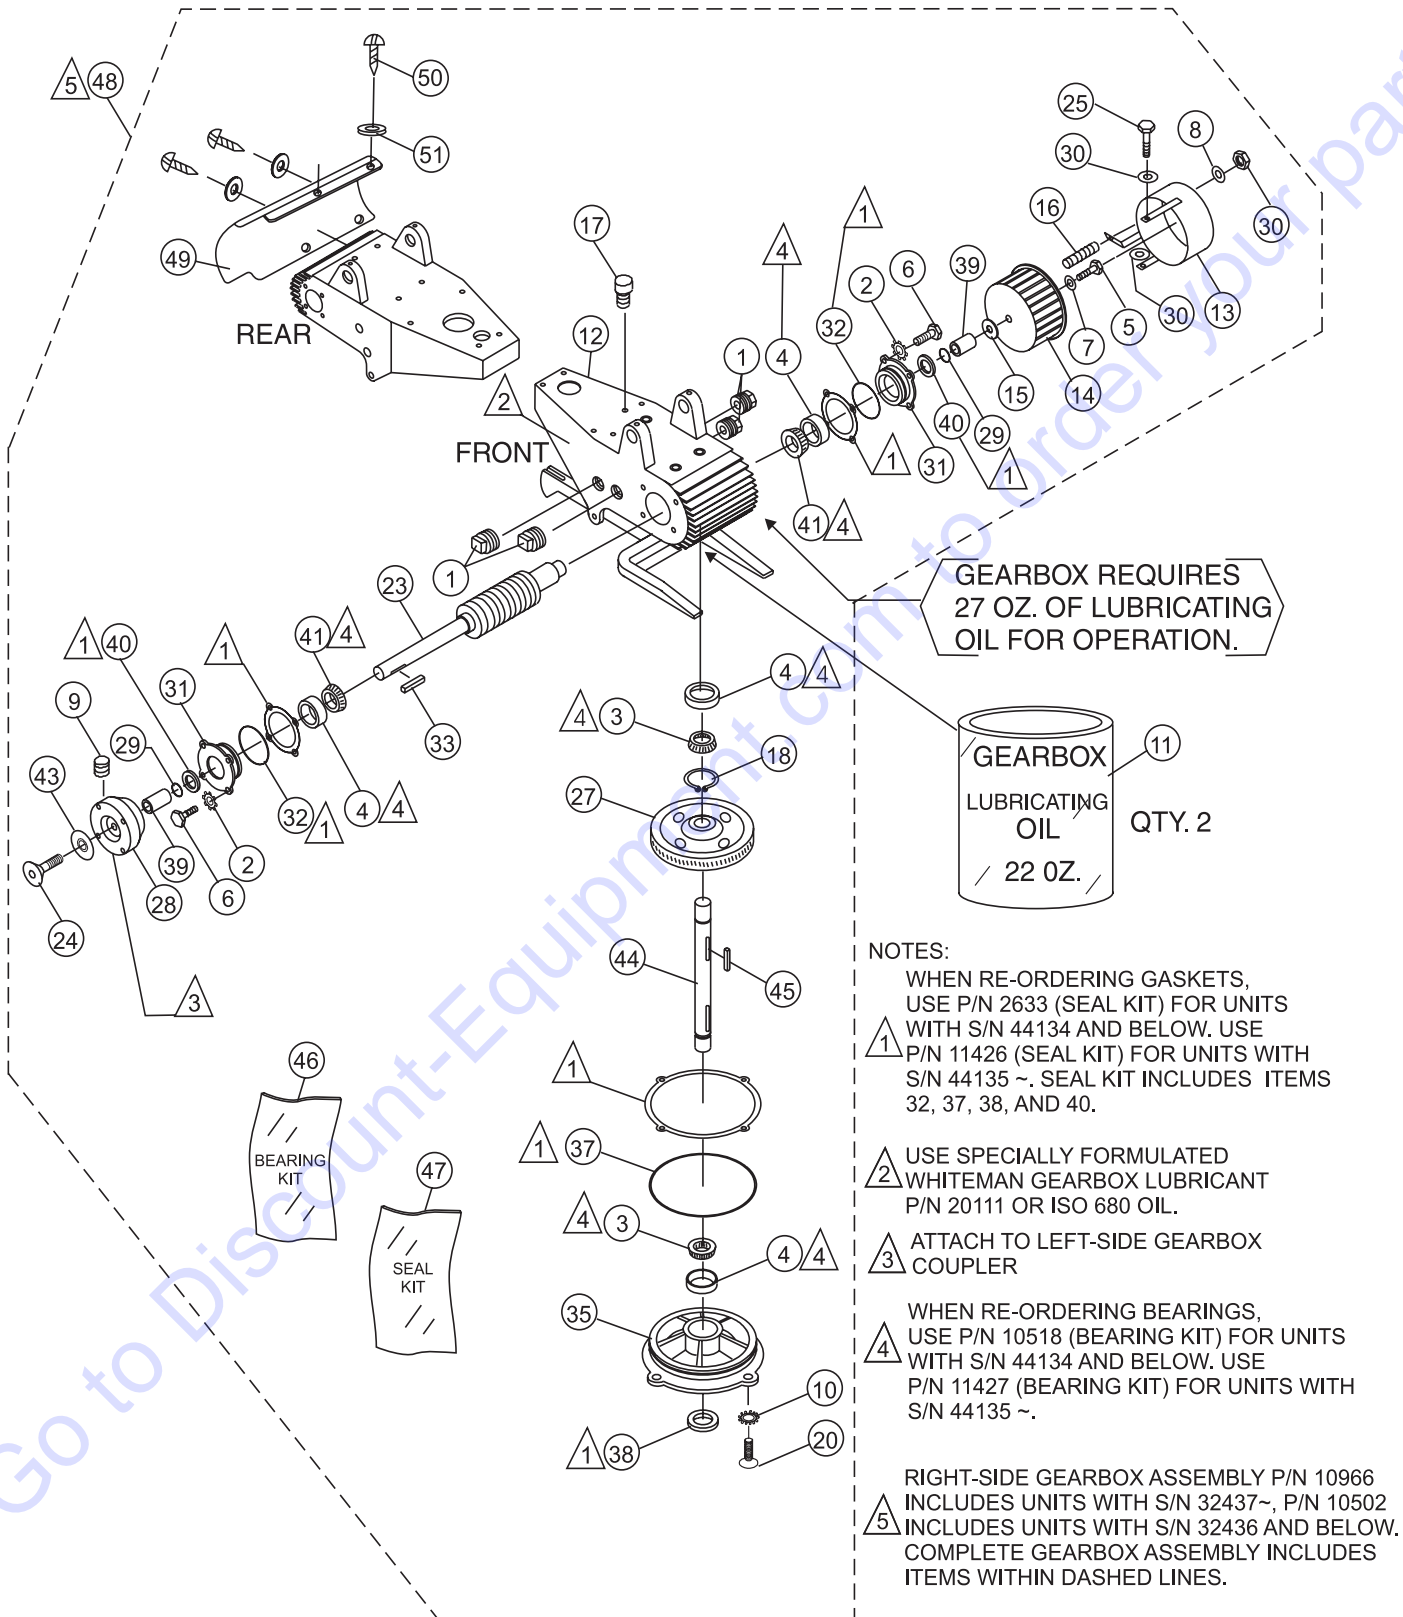 5 48
50
51
49
REAR
17
12
2
FRONT
1
1
4
4
1
32
2
6
39
16
25
30
8
30
13
30
5
7
14
15
29
40
1
31
1
41 4
23
41 4
1
1 40
31
9
29
43
33
32 1
4 4
39
2
28
6
24
3
GEARBOX REQUIRES
27 OZ. OF LUBRICATING
OIL FOR OPERATION.
4 4
4 3
18
27
GEARBOX
LUBRICATING
OIL
22 0Z.
11
QTY. 2
44
45
1
1 37
4 3
4 4
35
10
20
1 38
46
BEARING
KIT
47
SEAL
KIT
NOTES:
WHEN RE-ORDERING GASKETS,
USE P/N 2633 (SEAL KIT) FOR UNITS
1 WITH S/N 44134 AND BELOW. USE
P/N 11426 (SEAL KIT) FOR UNITS WITH
S/N 44135 ~. SEAL KIT INCLUDES ITEMS
32, 37, 38, AND 40.
USE SPECIALLY FORMULATED
2 WHITEMAN GEARBOX LUBRICANT
P/N 20111 OR ISO 680 OIL.
3 ATTACH TO LEFT-SIDE GEARBOX
COUPLER
WHEN RE-ORDERING BEARINGS,
USE P/N 10518 (BEARING KIT) FOR UNITS
4 WITH S/N 44134 AND BELOW. USE
P/N 11427 (BEARING KIT) FOR UNITS WITH
S/N 44135 ~.
RIGHT-SIDE GEARBOX ASSEMBLY P/N 10966
INCLUDES UNITS WITH S/N 32437~, P/N 10502
5 INCLUDES UNITS WITH S/N 32436 AND BELOW.
COMPLETE GEARBOX ASSEMBLY INCLUDES
ITEMS WITHIN DASHED LINES.
Go to Discount-Equipment.com to order your par